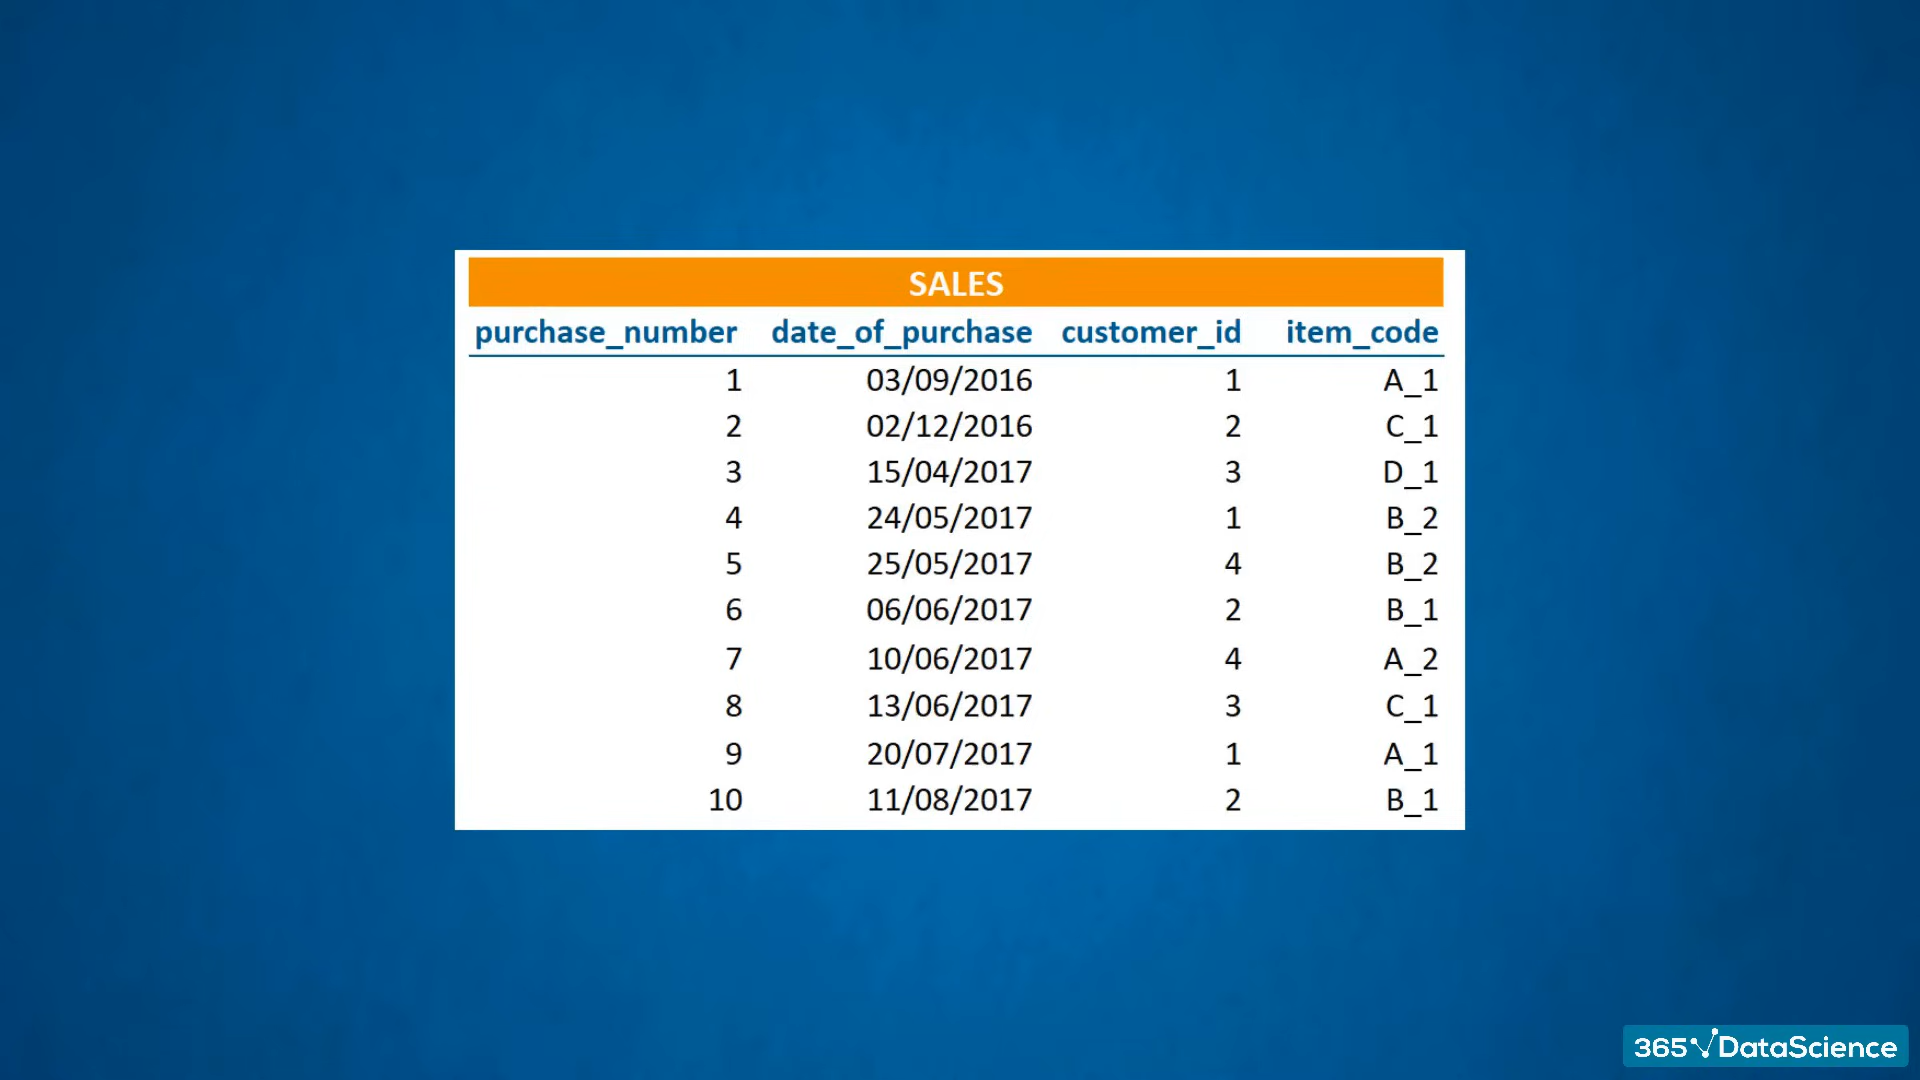 SALES
purchase_number date_of_purchase customer_id item_code
1 03/09/2016 1 A_1
2 02/12/2016 2 C_1
3 15/04/2017 3 D_1
4 24/05/2017 1 B_2
5 25/05/2017 4 B_2
6 06/06/2017 2 B_1
7 10/06/2017 4 A_2
8 13/06/2017 3 C_1
9 20/07/2017 1 A_1
10 11/08/2017 2 B_1
365 DataScience